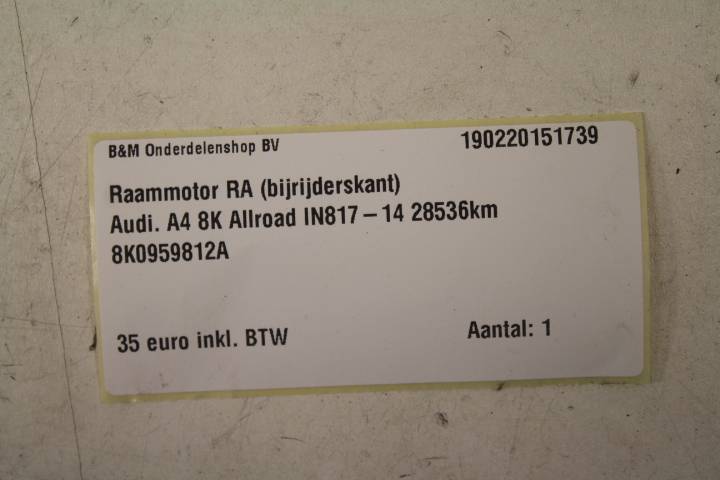 B&M Onderdelenshop BV 190220151739
Raammotor RA (bijrijderskant)
Audi. A4 8K Allroad IN817 – 14 28536km
8K0959812A
35 euro inkl. BTW Aantal: 1